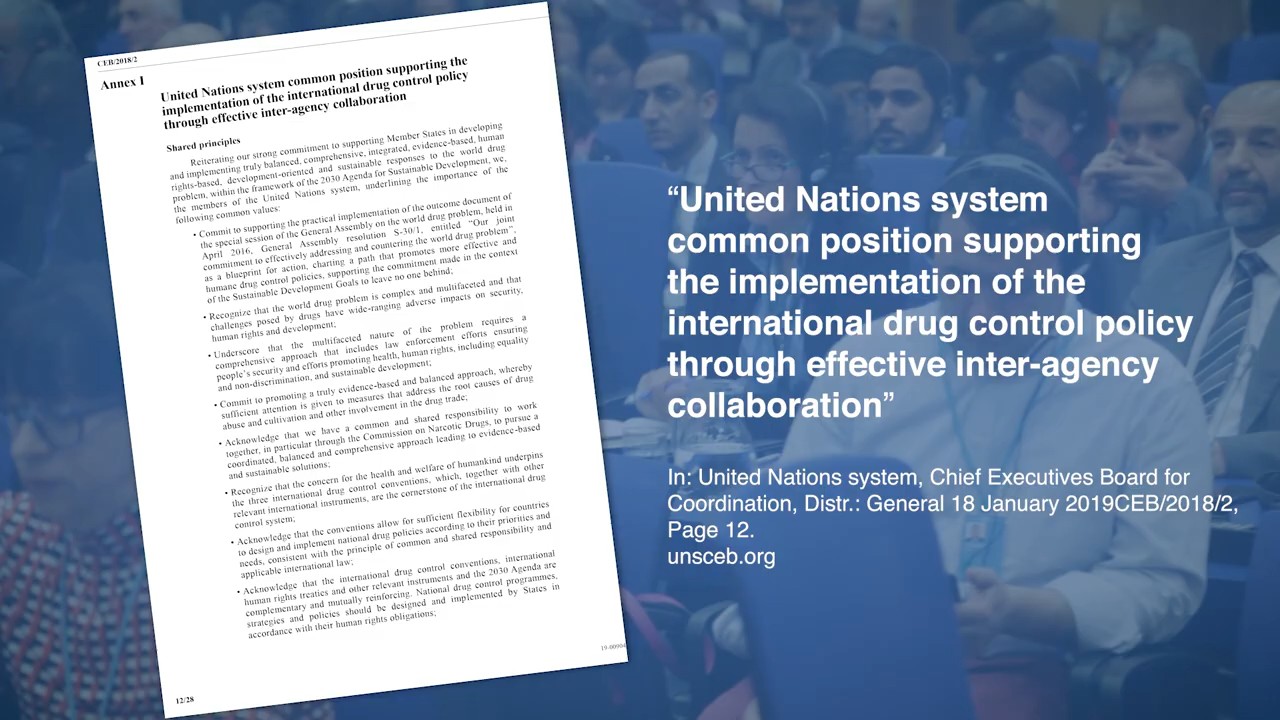 CEB/2018/2
Annex I
United Nations system common position supporting the
implementation of the international drug control policy
through effective inter-agency collaboration
Shared principles
Reiterating our strong commitment to supporting Member States in developing
and implementing truly balanced, comprehensive, integrated, evidence-based, human
rights-based, development-oriented and sustainable responses to the world drug
problem, within the framework of the 2030 Agenda for Sustainable Development, we,
the members of the United Nations system, underlining the importance of the
following common values:
• Commit to supporting the practical implementation of the outcome document of
the special session of the General Assembly on the world drug problem, held in
April 2016, General Assembly resolution S-30/1, entitled “Our joint
commitment to effectively addressing and countering the world drug problem”,
as a blueprint for action, charting a path that promotes more effective and
humane drug control policies, supporting the commitment made in the context
of the Sustainable Development Goals to leave no one behind;
• Recognize that the world drug problem is complex and multifaceted and that
challenges posed by drugs have wide-ranging adverse impacts on security,
human rights and development;
• Underscore that the multifaceted nature of the problem requires a
comprehensive approach that includes law enforcement efforts ensuring
people’s security and efforts promoting health, human rights, including equality
and non-discrimination, and sustainable development;
• Commit to promoting a truly evidence-based and balanced approach, whereby
sufficient attention is given to measures that address the root causes of drug
abuse and cultivation and other involvement in the drug trade;
• Acknowledge that we have a common and shared responsibility to work
together, in particular through the Commission on Narcotic Drugs, to pursue a
coordinated, balanced and comprehensive approach leading to evidence-based
and sustainable solutions;
• Recognize that the concern for the health and welfare of humankind underpins
the three international drug control conventions, which, together with other
relevant international instruments, are the cornerstone of the international drug
control system;
• Acknowledge that the conventions allow for sufficient flexibility for countries
to design and implement national drug policies according to their priorities and
needs, consistent with the principle of common and shared responsibility and
applicable international law;
• Acknowledge that the international drug control conventions, international
human rights treaties and other relevant instruments and the 2030 Agenda are
complementary and mutually reinforcing. National drug control programmes,
strategies and policies should be designed and implemented by States in
accordance with their human rights obligations;
12/28
“United Nations system
common position supporting
the implementation of the
international drug control policy
through effective inter-agency
collaboration”
In: United Nations system, Chief Executives Board for
Coordination, Distr.: General 18 January 2019CEB/2018/2,
Page 12.
unsceb.org